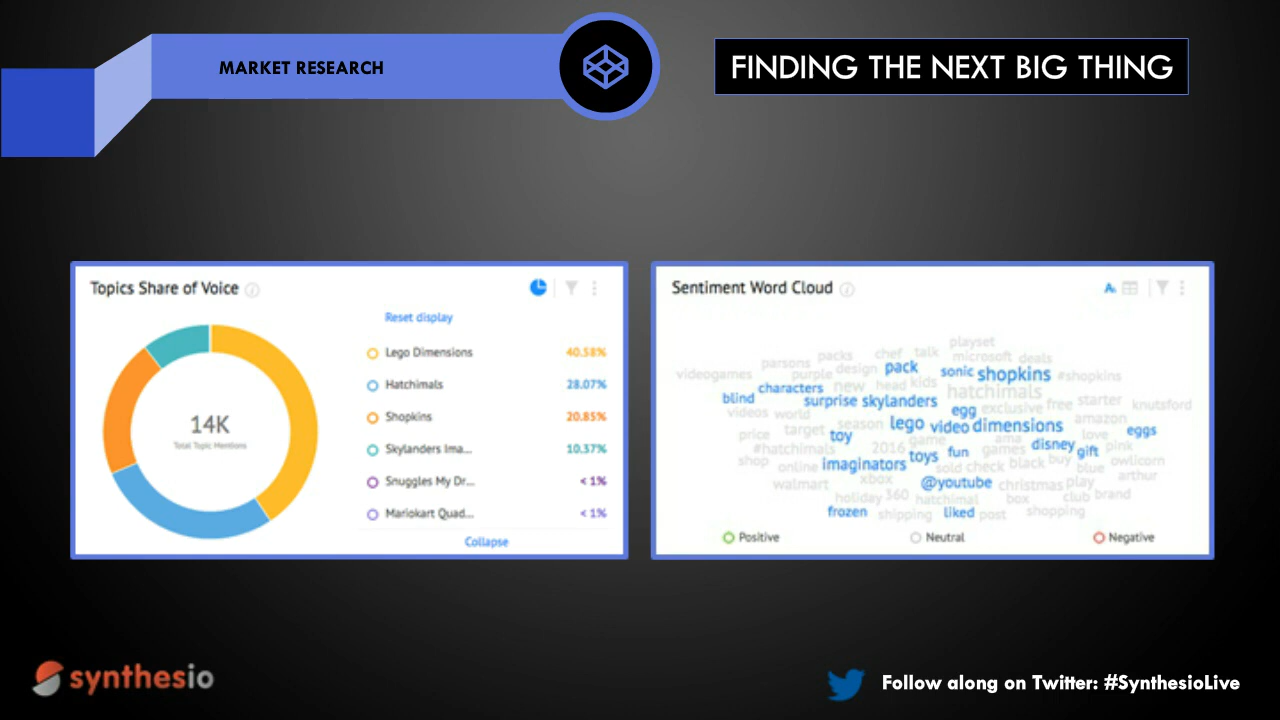 MARKET RESEARCH
FINDING THE NEXT BIG THING
Topics Share of Voice
Reset display
Lego Dimensions 40.58%
Hatchimals 28.07%
Shopkins 20.85%
Skylanders Ima... 10.37%
Snuggles My Dr... < 1%
Mariokart Quad... < 1%
Collapse
14K
Total Topic Mentions
Sentiment Word Cloud
playset
parsons packs chef talk microsoft deals
videogames purple design pack sonic shopkins #shopkins
blind characters new head kids hatchimals
surprise skylanders egg exclusive free starter knutsford
videos world lego video dimensions amazon
price target toy season game ama love eggs
#hatchimals 2016 toys fun games disney gift pink
shop online imaginators sold check black buy blue owlicorn
walmart xbox @youtube christmas play arthur
holiday 360 hatchimal box club brand
frozen shipping liked post shopping
Positive Neutral Negative
synthesio
Follow along on Twitter: #SynthesioLive